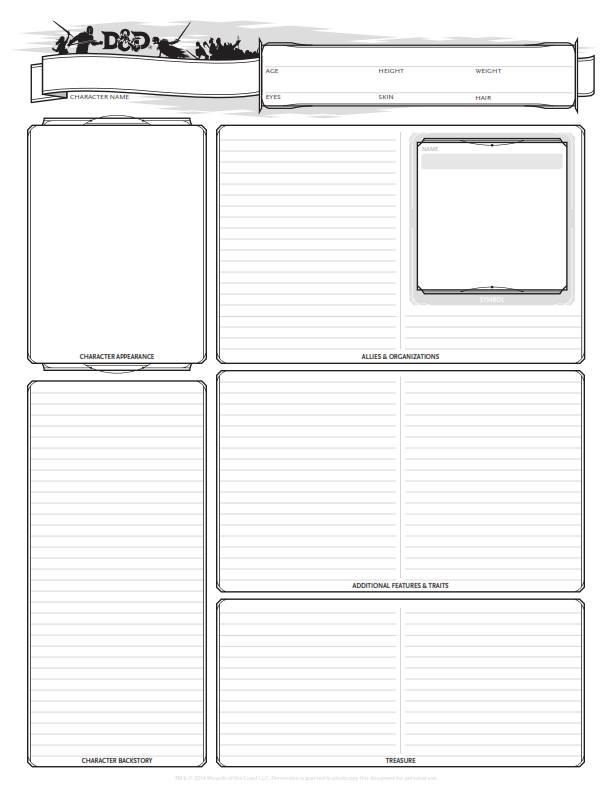 D&D
AGE HEIGHT WEIGHT
CHARACTER NAME
EYES SKIN HAIR
NAME
SYMBOL
CHARACTER APPEARANCE
ALLIES & ORGANIZATIONS
ADDITIONAL FEATURES & TRAITS
CHARACTER BACKSTORY
TREASURE
TM & © 2014 Wizards of the Coast LLC. Permission is granted to photocopy this document for personal use.